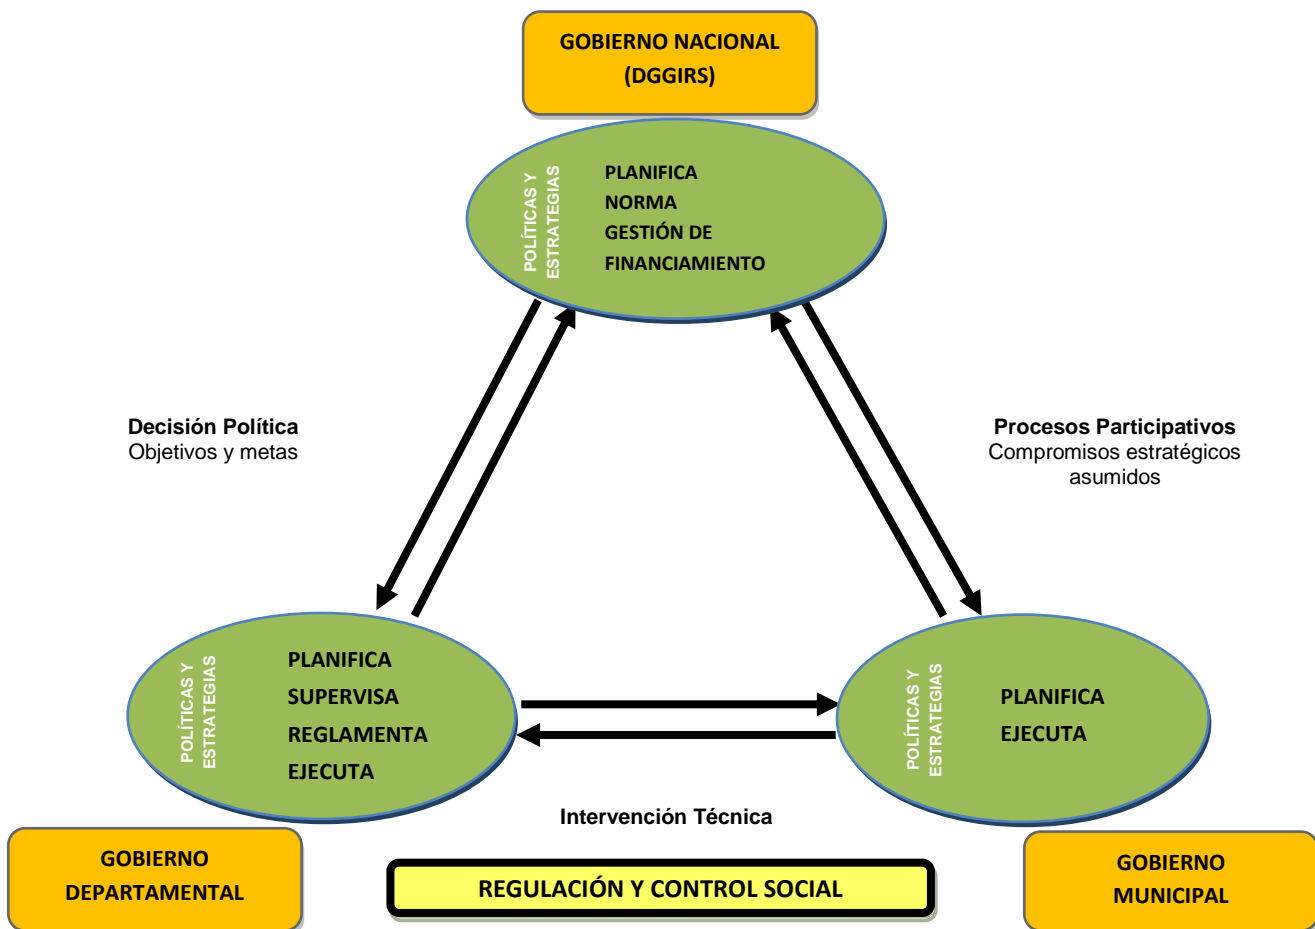 GOBIERNO NACIONAL
(DGGIRS)
POLÍTICAS Y
ESTRATEGIAS
PLANIFICA
NORMA
GESTIÓN DE
FINANCIAMIENTO
Decisión Política
Objetivos y metas
Procesos Participativos
Compromisos estratégicos
asumidos
POLÍTICAS Y
ESTRATEGIAS
PLANIFICA
SUPERVISA
REGLAMENTA
EJECUTA
POLÍTICAS Y
ESTRATEGIAS
PLANIFICA
EJECUTA
Intervención Técnica
GOBIERNO
DEPARTAMENTAL
REGULACIÓN Y CONTROL SOCIAL
GOBIERNO
MUNICIPAL